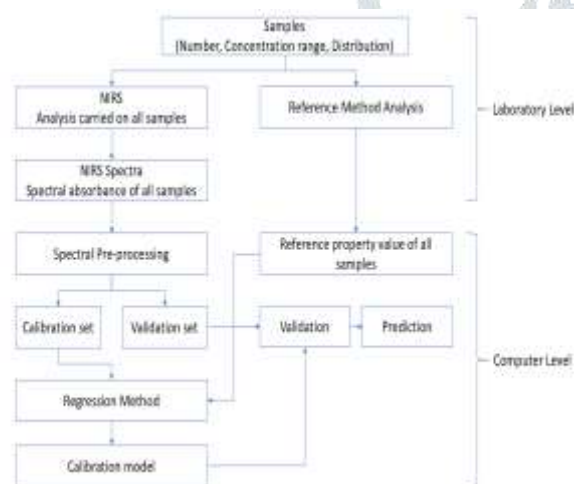 Samples
(Number, Concentration range, Distribution)
NIRS
Analysis carried on all samples
Reference Method Analysis
Laboratory Level
NIRS Spectra
Spectral absorbance of all samples
Spectral Pre-processing
Reference property value of all
samples
Calibration set
Validation set
Validation
Prediction
Computer Level
Regression Method
Calibration model